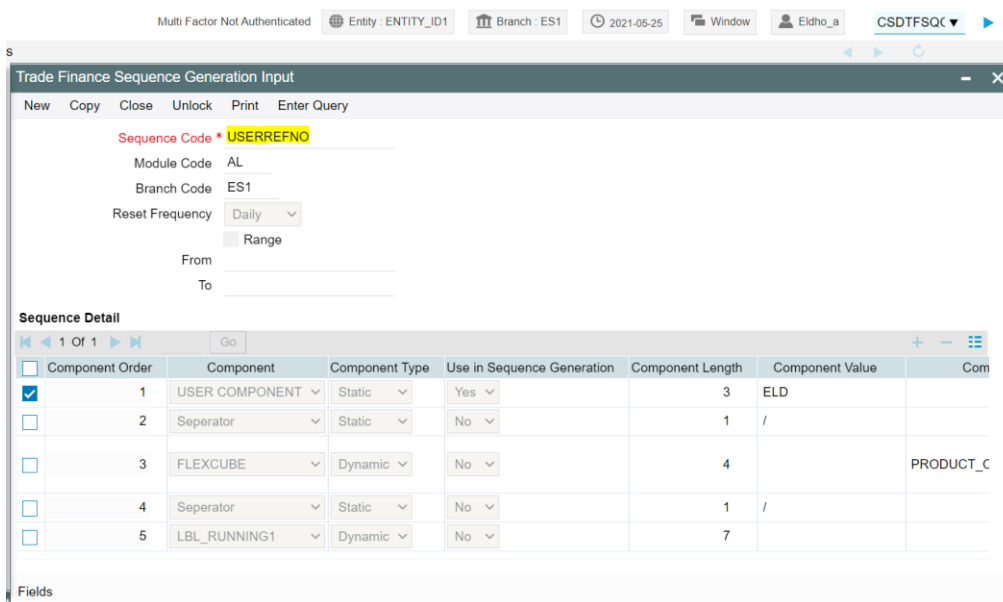 Multi Factor Not Authenticated Entity : ENTITY_ID1 Branch : ES1 2021-05-25 Window Eldho_a CSDTFSQC
s
Trade Finance Sequence Generation Input
New Copy Close Unlock Print Enter Query
Sequence Code * USERREFNO
Module Code AL
Branch Code ES1
Reset Frequency Daily
Range
From
To
Sequence Detail
1 Of 1 Go
Component Order Component Component Type Use in Sequence Generation Component Length Component Value Com
1 USER COMPONENT Static Yes 3 ELD
2 Seperator Static No 1 /
3 FLEXCUBE Dynamic No 4 PRODUCT_C
4 Seperator Static No 1 /
5 LBL_RUNNING1 Dynamic No 7
Fields